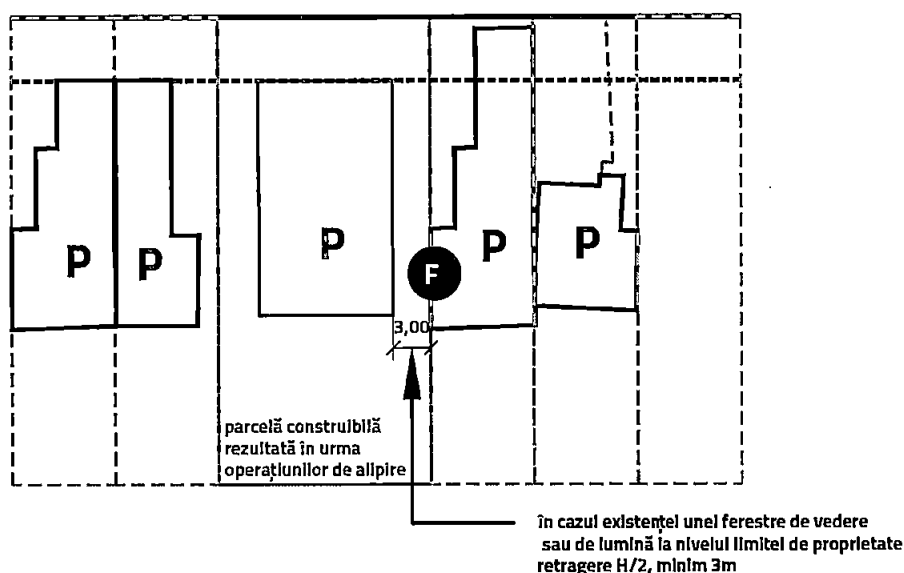 P
P
P
P
P
F
3,00
parcelă construibilă
rezultată în urma
operațiunilor de alipire
în cazul existenței unei ferestre de vedere
sau de lumină la nivelul limitei de proprietate
retragere H/2, minim 3m